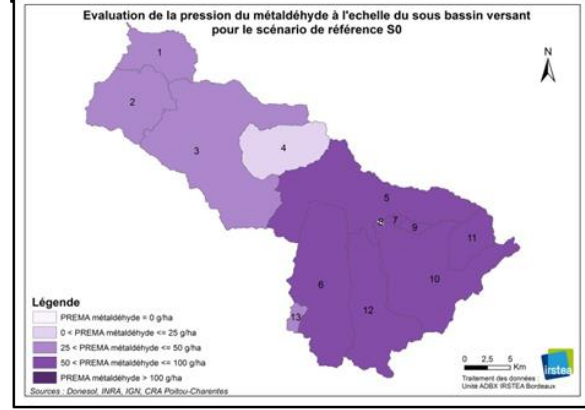 Evaluation de la pression du métaldéhyde à l'echelle du sous bassin versant
pour le scénario de référence S0
N
1
2
3
4
5
8 7 9
11
6
10
12
13
Légende
PREMA métaldéhyde = 0 g/ha
0 < PREMA métaldéhyde <= 25 g/ha
25 < PREMA métaldéhyde <= 50 g/ha
50 < PREMA métaldéhyde <= 100 g/ha
PREMA métaldéhyde > 100 g/ha
0 2,5 5
Km
Sources : Donesol, INRA, IGN, CRA Poitou-Charentes
Traitement des données :
Unité ADBX IRSTEA Bordeaux
irstea